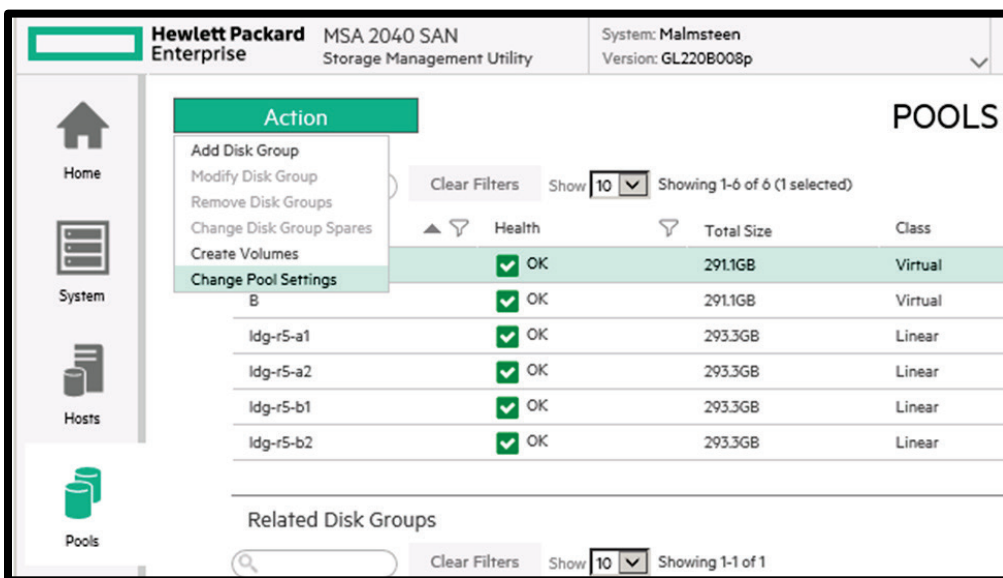 Hewlett Packard
Enterprise
MSA 2040 SAN
Storage Management Utility
System: Malmsteen
Version: GL220B008p
Home
System
Hosts
Pools
Action
POOLS
Add Disk Group
Modify Disk Group
Remove Disk Groups
Change Disk Group Spares
Create Volumes
Change Pool Settings
Clear Filters Show 10 Showing 1-6 of 6 (1 selected)
Health Total Size Class
OK 291.1GB Virtual
B OK 291.1GB Virtual
ldg-r5-a1 OK 293.3GB Linear
ldg-r5-a2 OK 293.3GB Linear
ldg-r5-b1 OK 293.3GB Linear
ldg-r5-b2 OK 293.3GB Linear
Related Disk Groups
Clear Filters Show 10 Showing 1-1 of 1